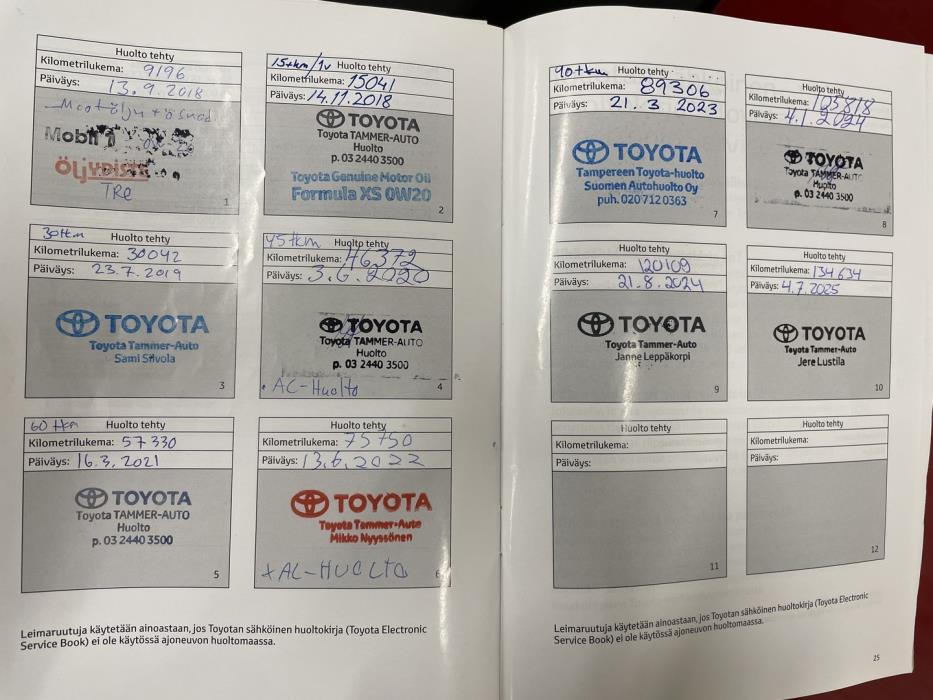 Huolto tehty
Kilometrilukema: 9196
Päiväys: 13.9.2018
Mobil 1
ÖLJYPISTE
TRE
1
15tkm/1v Huolto tehty
Kilometrilukema: 15041
Päiväys: 14.11.2018
TOYOTA
Toyota TAMMER-AUTO
Huolto
p. 03 2440 3500
Toyota Genuine Motor Oil
Formula XS 0W20
2
30tkm Huolto tehty
Kilometrilukema: 30042
Päiväys: 23.7.2019
TOYOTA
Toyota Tammer-Auto
Sami Silvola
3
45tkm Huolto tehty
Kilometrilukema: 46372
Päiväys: 3.6.2020
TOYOTA
Toyota TAMMER-AUTO
Huolto
p. 03 2440 3500
• AC-Huolto
4
60 tkm Huolto tehty
Kilometrilukema: 57330
Päiväys: 16.3.2021
TOYOTA
Toyota TAMMER-AUTO
Huolto
p. 03 2440 3500
5
Huolto tehty
Kilometrilukema: 75750
Päiväys: 13.6.2022
TOYOTA
Toyota Tammer-Auto
Mikko Nyyssönen
+AC-HUOLTO
6
Leimaruutuja käytetään ainoastaan, jos Toyotan sähköinen huoltokirja (Toyota Electronic
Service Book) ei ole käytössä ajoneuvon huoltomaassa.
90tkm Huolto tehty
Kilometrilukema: 89306
Päiväys: 21.3 2023
TOYOTA
Tampereen Toyota-huolto
Suomen Autohuolto Oy
puh. 020 712 0363
7
Huolto tehty
Kilometrilukema: 105818
Päiväys: 4.1.2024
TOYOTA
Toyota TAMMER-AUTO
Huolto
p. 03 2440 3500
8
Huolto tehty
Kilometrilukema: 120109
Päiväys: 21.8.2024
TOYOTA
Toyota Tammer-Auto
Janne Leppäkorpi
9
Huolto tehty
Kilometrilukema: 134634
Päiväys: 4.7.2025
TOYOTA
Toyota Tammer-Auto
Jere Lustila
10
Huolto tehty
Kilometrilukema:
Päiväys:
11
Huolto tehty
Kilometrilukema:
Päiväys:
12
Leimaruutuja käytetään ainoastaan, jos Toyotan sähköinen huoltokirja (Toyota Electronic
Service Book) ei ole käytössä ajoneuvon huoltomaassa.
25